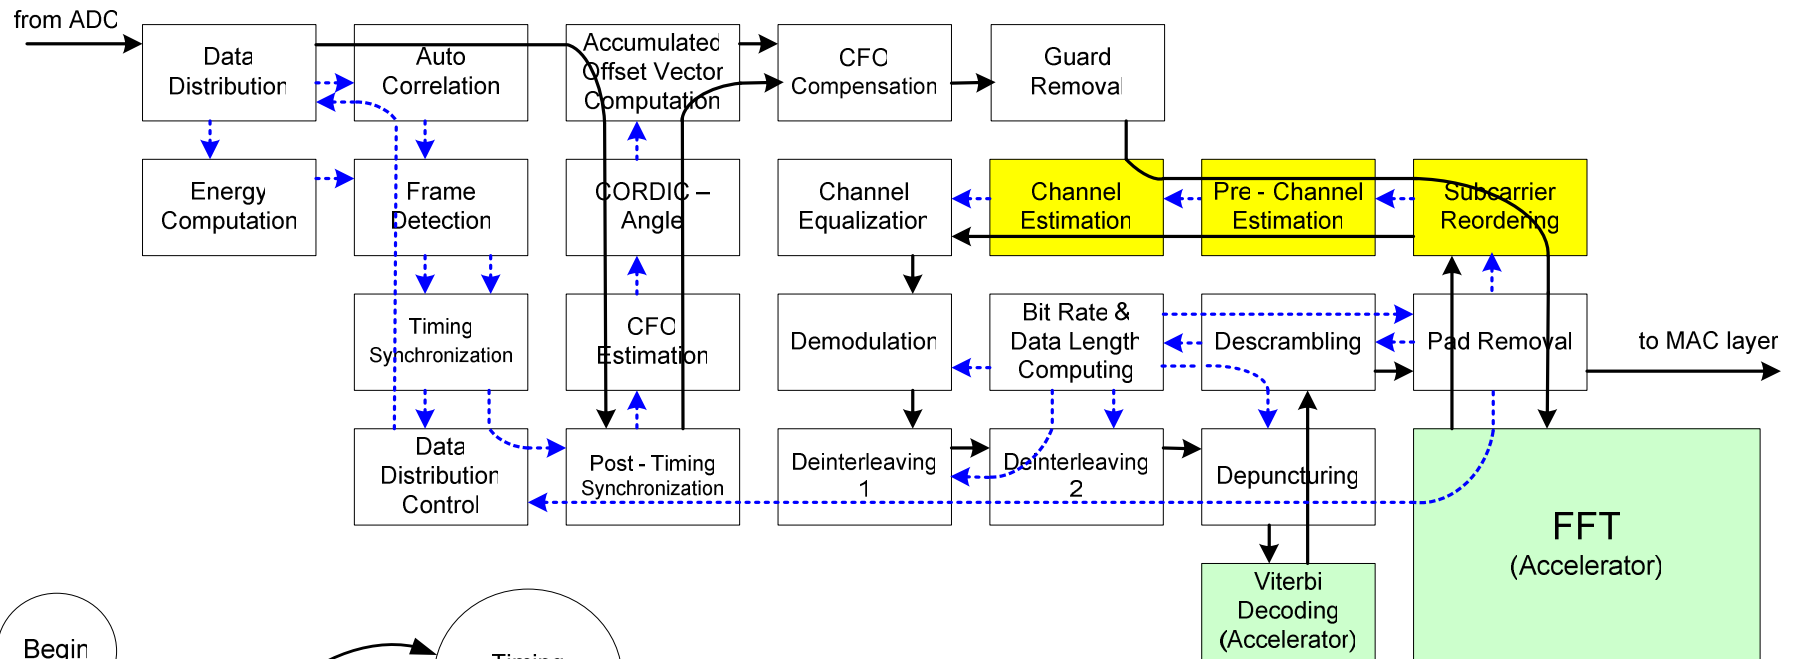 from ADC
Data
Distribution
Auto
Correlation
Accumulated
Offset Vector
Computation
CFO
Compensation
Guard
Removal
Energy
Computation
Frame
Detection
CORDIC –
Angle
Channel
Equalization
Channel
Estimation
Pre - Channel
Estimation
Subcarrier
Reordering
Timing
Synchronization
CFO
Estimation
Demodulation
Bit Rate &
Data Length
Computing
Descrambling
Pad Removal
to MAC layer
Data
Distribution
Control
Post - Timing
Synchronization
Deinterleaving
1
Deinterleaving
2
Depuncturing
FFT
(Accelerator)
Viterbi
Decoding
(Accelerator)
Begin
Timing